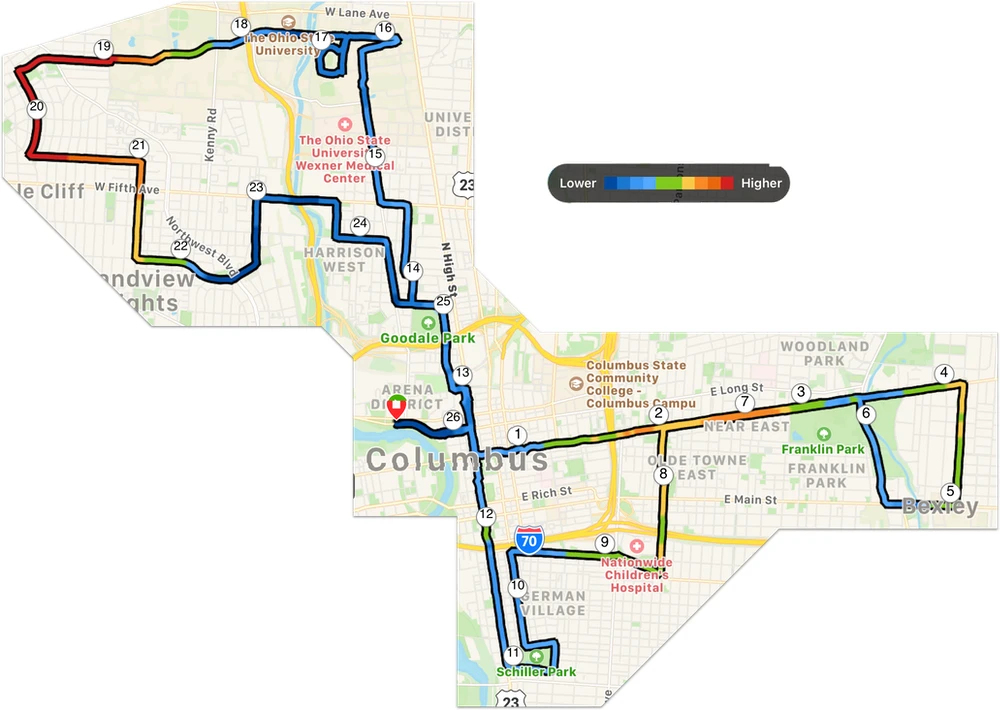 W Lane Ave
18
17
16
The Ohio State
University
19
20
Kenny Rd
UNIVE
DIST
The Ohio State
University
Wexner Medical
Center
15
21
le Cliff
W Fifth Ave
23
23
Lower
Higher
Northwest Blvd
22
24
HARRISON
WEST
N High St
14
andview
ghts
25
Goodale Park
WOODLAND
PARK
Columbus State
Community
College -
Columbus Campu
13
ARENA
DISTRICT
E Long St
3
4
7
2
6
26
NEAR EAST
1
Franklin Park
Columbus
OLDE TOWNE
EAST
8
FRANKLIN
PARK
E Rich St
E Main St
5
Bexley
12
70
9
Nationwide
Children's
Hospital
10
GERMAN
VILLAGE
11
Schiller Park
23